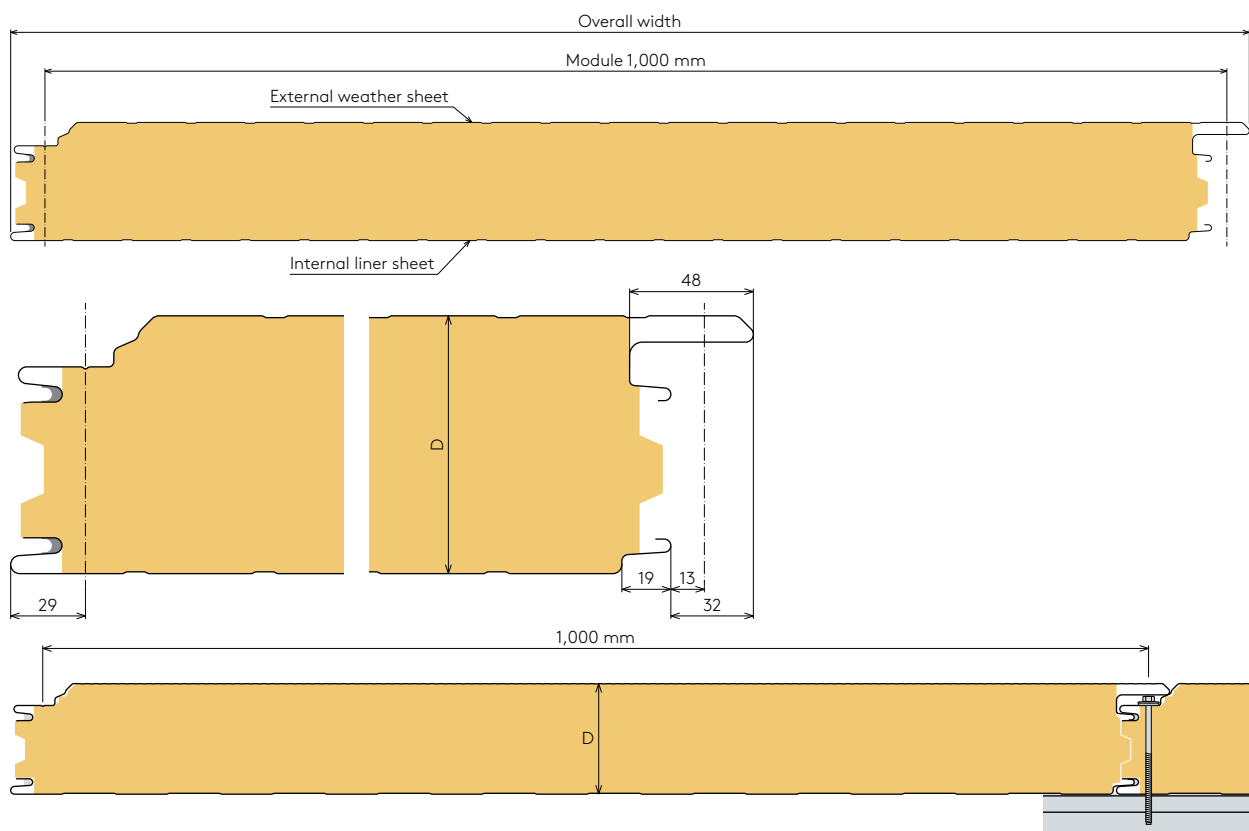 Overall width
Module 1,000 mm
External weather sheet
Internal liner sheet
48
D
19
13
29
32
1,000 mm
D